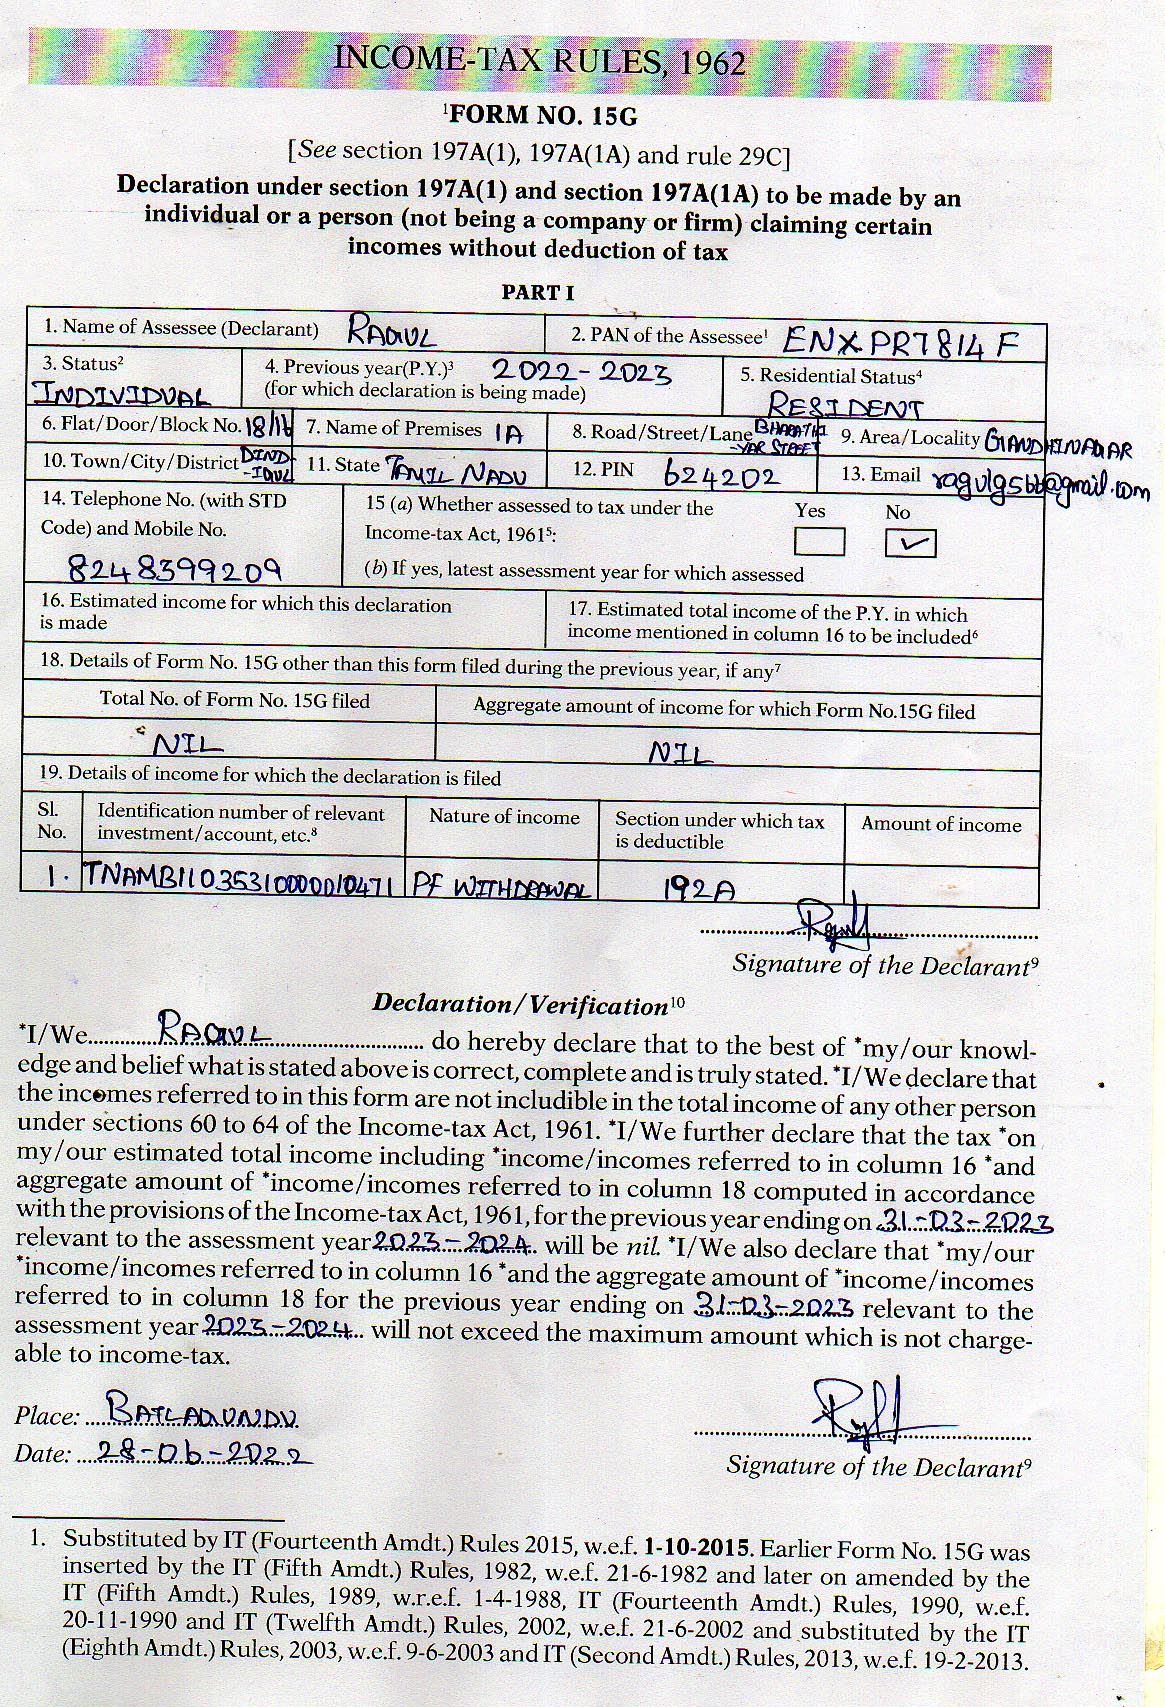 INCOME-TAX RULES, 1962
¹FORM NO. 15G
[See section 197A(1), 197A(1A) and rule 29C]
Declaration under section 197A(1) and section 197A(1A) to be made by an
individual or a person (not being a company or firm) claiming certain
incomes without deduction of tax
PART I
1. Name of Assessee (Declarant) RAGUL 2. PAN of the Assessee¹ ENXPR7814F
3. Status² INDIVIDUAL 4. Previous year(P.Y.)³ 2022-2023 5. Residential Status⁴
(for which declaration is being made) RESIDENT
6. Flat/Door/Block No. 18/16 7. Name of Premises 1A 8. Road/Street/Lane BHARATHI 9. Area/Locality GANDHINAGAR
-YAR STREET
10. Town/City/District DIND 11. State TAMIL NADU 12. PIN 624202 13. Email ragulg5bb@gmail.com
-IGUL
14. Telephone No. (with STD 15 (a) Whether assessed to tax under the Yes No
Code) and Mobile No. Income-tax Act, 1961⁵: ✓
8248399209 (b) If yes, latest assessment year for which assessed
16. Estimated income for which this declaration 17. Estimated total income of the P.Y. in which
is made income mentioned in column 16 to be included⁶
18. Details of Form No. 15G other than this form filed during the previous year, if any⁷
Total No. of Form No. 15G filed Aggregate amount of income for which Form No.15G filed
NIL NIL
19. Details of income for which the declaration is filed
Sl. Identification number of relevant Nature of income Section under which tax Amount of income
No. investment/account, etc.⁸ is deductible
1. TNAMB11035310000010471 PF WITHDRAWAL 192A
Signature of the Declarant⁹
Declaration/Verification¹⁰
*I/We............RAGUL............ do hereby declare that to the best of *my/our knowl-
edge and belief what is stated above is correct, complete and is truly stated. *I/We declare that
the incomes referred to in this form are not includible in the total income of any other person
under sections 60 to 64 of the Income-tax Act, 1961. *I/We further declare that the tax *on
my/our estimated total income including *income/incomes referred to in column 16 *and
aggregate amount of *income/incomes referred to in column 18 computed in accordance
with the provisions of the Income-tax Act, 1961, for the previous year ending on 31-03-2023
relevant to the assessment year 2023-2024 will be nil. *I/We also declare that *my/our
*income/incomes referred to in column 16 *and the aggregate amount of *income/incomes
referred to in column 18 for the previous year ending on 31-03-2023 relevant to the
assessment year 2023-2024 will not exceed the maximum amount which is not charge-
able to income-tax.
Place: BATLAGUNDU
Date: 28-06-2022
Signature of the Declarant⁹
1. Substituted by IT (Fourteenth Amdt.) Rules 2015, w.e.f. 1-10-2015. Earlier Form No. 15G was
inserted by the IT (Fifth Amdt.) Rules, 1982, w.e.f. 21-6-1982 and later on amended by the
IT (Fifth Amdt.) Rules, 1989, w.r.e.f. 1-4-1988, IT (Fourteenth Amdt.) Rules, 1990, w.e.f.
20-11-1990 and IT (Twelfth Amdt.) Rules, 2002, w.e.f. 21-6-2002 and substituted by the IT
(Eighth Amdt.) Rules, 2003, w.e.f. 9-6-2003 and IT (Second Amdt.) Rules, 2013, w.e.f. 19-2-2013.